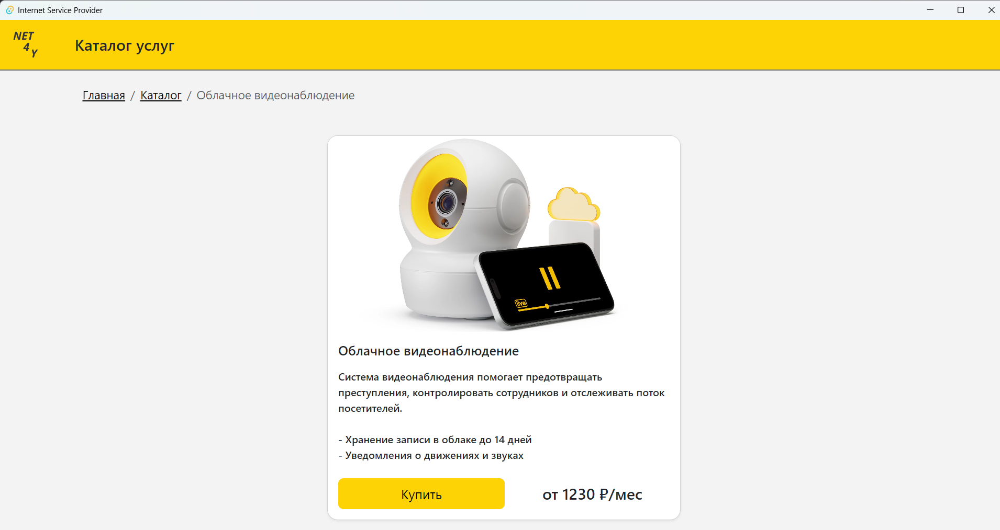 Internet Service Provider
NET
4
Y
Каталог услуг
Главная / Каталог / Облачное видеонаблюдение
live
Облачное видеонаблюдение
Система видеонаблюдения помогает предотвращать
преступления, контролировать сотрудников и отслеживать поток
посетителей.
- Хранение записи в облаке до 14 дней
- Уведомления о движениях и звуках
Купить
от 1230 ₽/мес